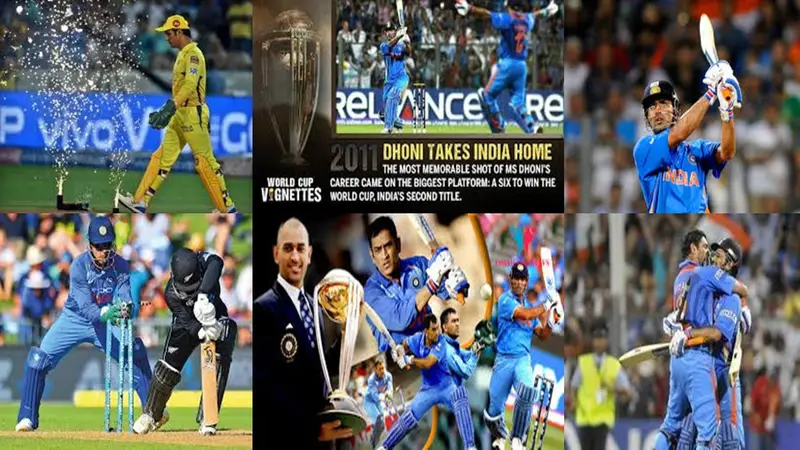 P vivo V
RELIANCE
RE
2011 DHONI TAKES INDIA HOME
THE MOST MEMORABLE SHOT OF MS DHONI'S
CAREER CAME ON THE BIGGEST PLATFORM: A SIX TO WIN THE
WORLD CUP, INDIA'S SECOND TITLE.
WORLD CUP
VIGNETTES
INDIA